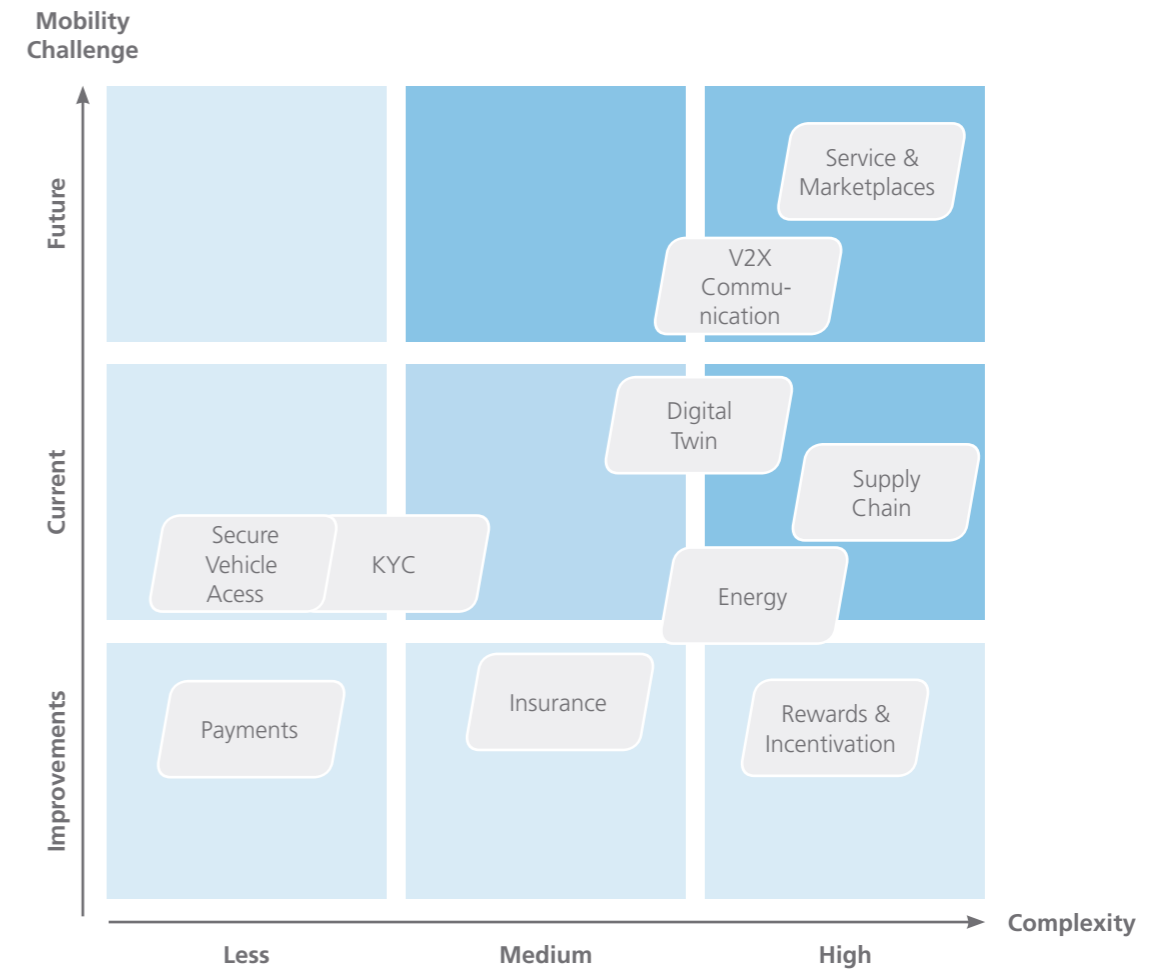 Mobility
Challenge
Future
Service &
Marketplaces
V2X
Commu-
nication
Current
Digital
Twin
Supply
Chain
Secure
Vehicle
Acess
KYC
Energy
Improvements
Payments
Insurance
Rewards &
Incentivation
Complexity
Less
Medium
High